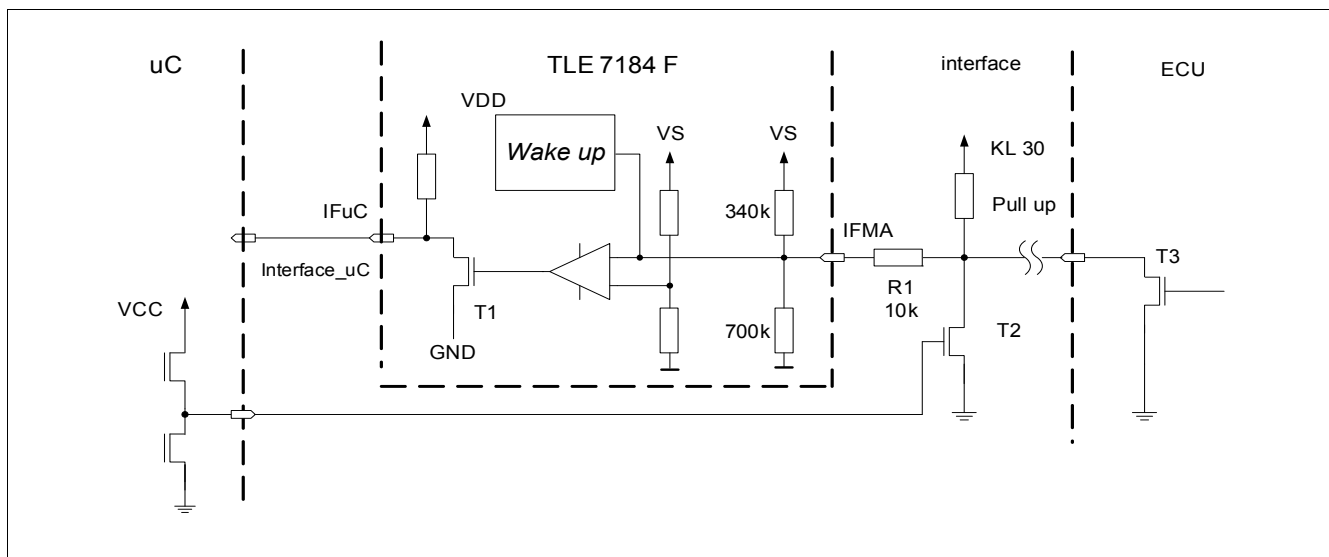 uC
TLE 7184 F
interface
ECU
VDD
Wake up
VS
VS
KL 30
Pull up
340k
IFuC
IFMA
T3
Interface_uC
R1
10k
VCC
T1
700k
T2
GND